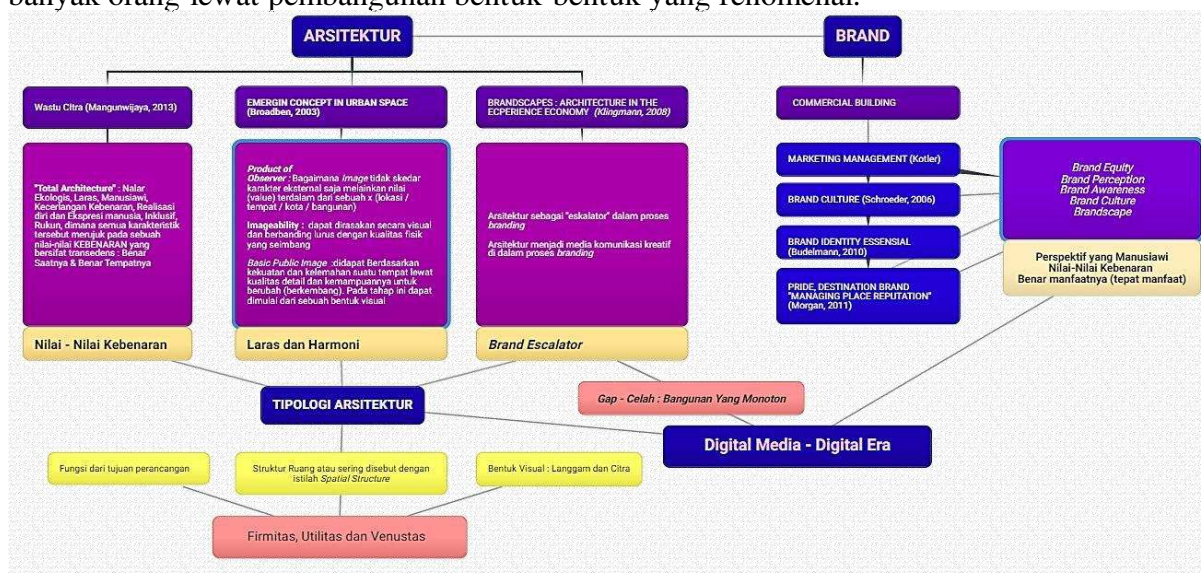 banyak orang lewat pembangunan bentuk-bentuk yang fenomenal.
ARSITEKTUR
BRAND
Wastu Citra (Mangunwijaya, 2013)
EMERGIN CONCEPT IN URBAN SPACE
(Broadben, 2003)
BRANDSCAPES : ARCHITECTURE IN THE
ECPERIENCE ECONOMY (Klingmann, 2008)
COMMERCIAL BUILDING
"Total Architecture" : Nalar
Ekologis, Laras, Manusiawi,
Kecerlangan Kebenaran, Realisasi
diri dan Ekspresi manusia, Inklusif,
Rukun, dimana semua karakteristik
tersebut merujuk pada sebuah
nilai-nilai KEBENARAN yang
bersifat transedens : Benar
Saatnya & Benar Tempatnya
Nilai - Nilai Kebenaran
Product of
Observer : Bagaimana Image tidak skedar
karakter eksternal saja melainkan nilai
(value) terdalam dari sebuah x (lokasi /
tempat / kota / bangunan)
Imageability : dapat dirasakan secara visual
dan berbanding lurus dengan kualitas fisik
yang seimbang
Basic Public Image :didapat Berdasarkan
kekuatan dan kelemahan suatu tempat lewat
kualitas detail dan kemampuannya untuk
berubah (berkembang). Pada tahap ini dapat
dimulai dari sebuah bentuk visual
Laras dan Harmoni
Arsitektur sebagai "eskalator" dalam proses
branding
Arsitektur menjadi media komunikasi kreatif
di dalam proses branding
Brand Escalator
MARKETING MANAGEMENT (Kotler)
BRAND CULTURE (Schroeder, 2006)
BRAND IDENTITY ESSENSIAL
(Budelmann, 2010)
PRIDE, DESTINATION BRAND
"MANAGING PLACE REPUTATION"
(Morgan, 2011)
Brand Equity
Brand Perception
Brand Awareness
Brand Culture
Brandscape
Perspektif yang Manusiawi
Nilai-Nilai Kebenaran
Benar manfaatnya (tepat manfaat)
TIPOLOGI ARSITEKTUR
Gap - Celah : Bangunan Yang Monoton
Digital Media - Digital Era
Fungsi dari tujuan perancangan
Struktur Ruang atau sering disebut dengan
istilah Spatial Structure
Bentuk Visual : Langgam dan Citra
Firmitas, Utilitas dan Venustas